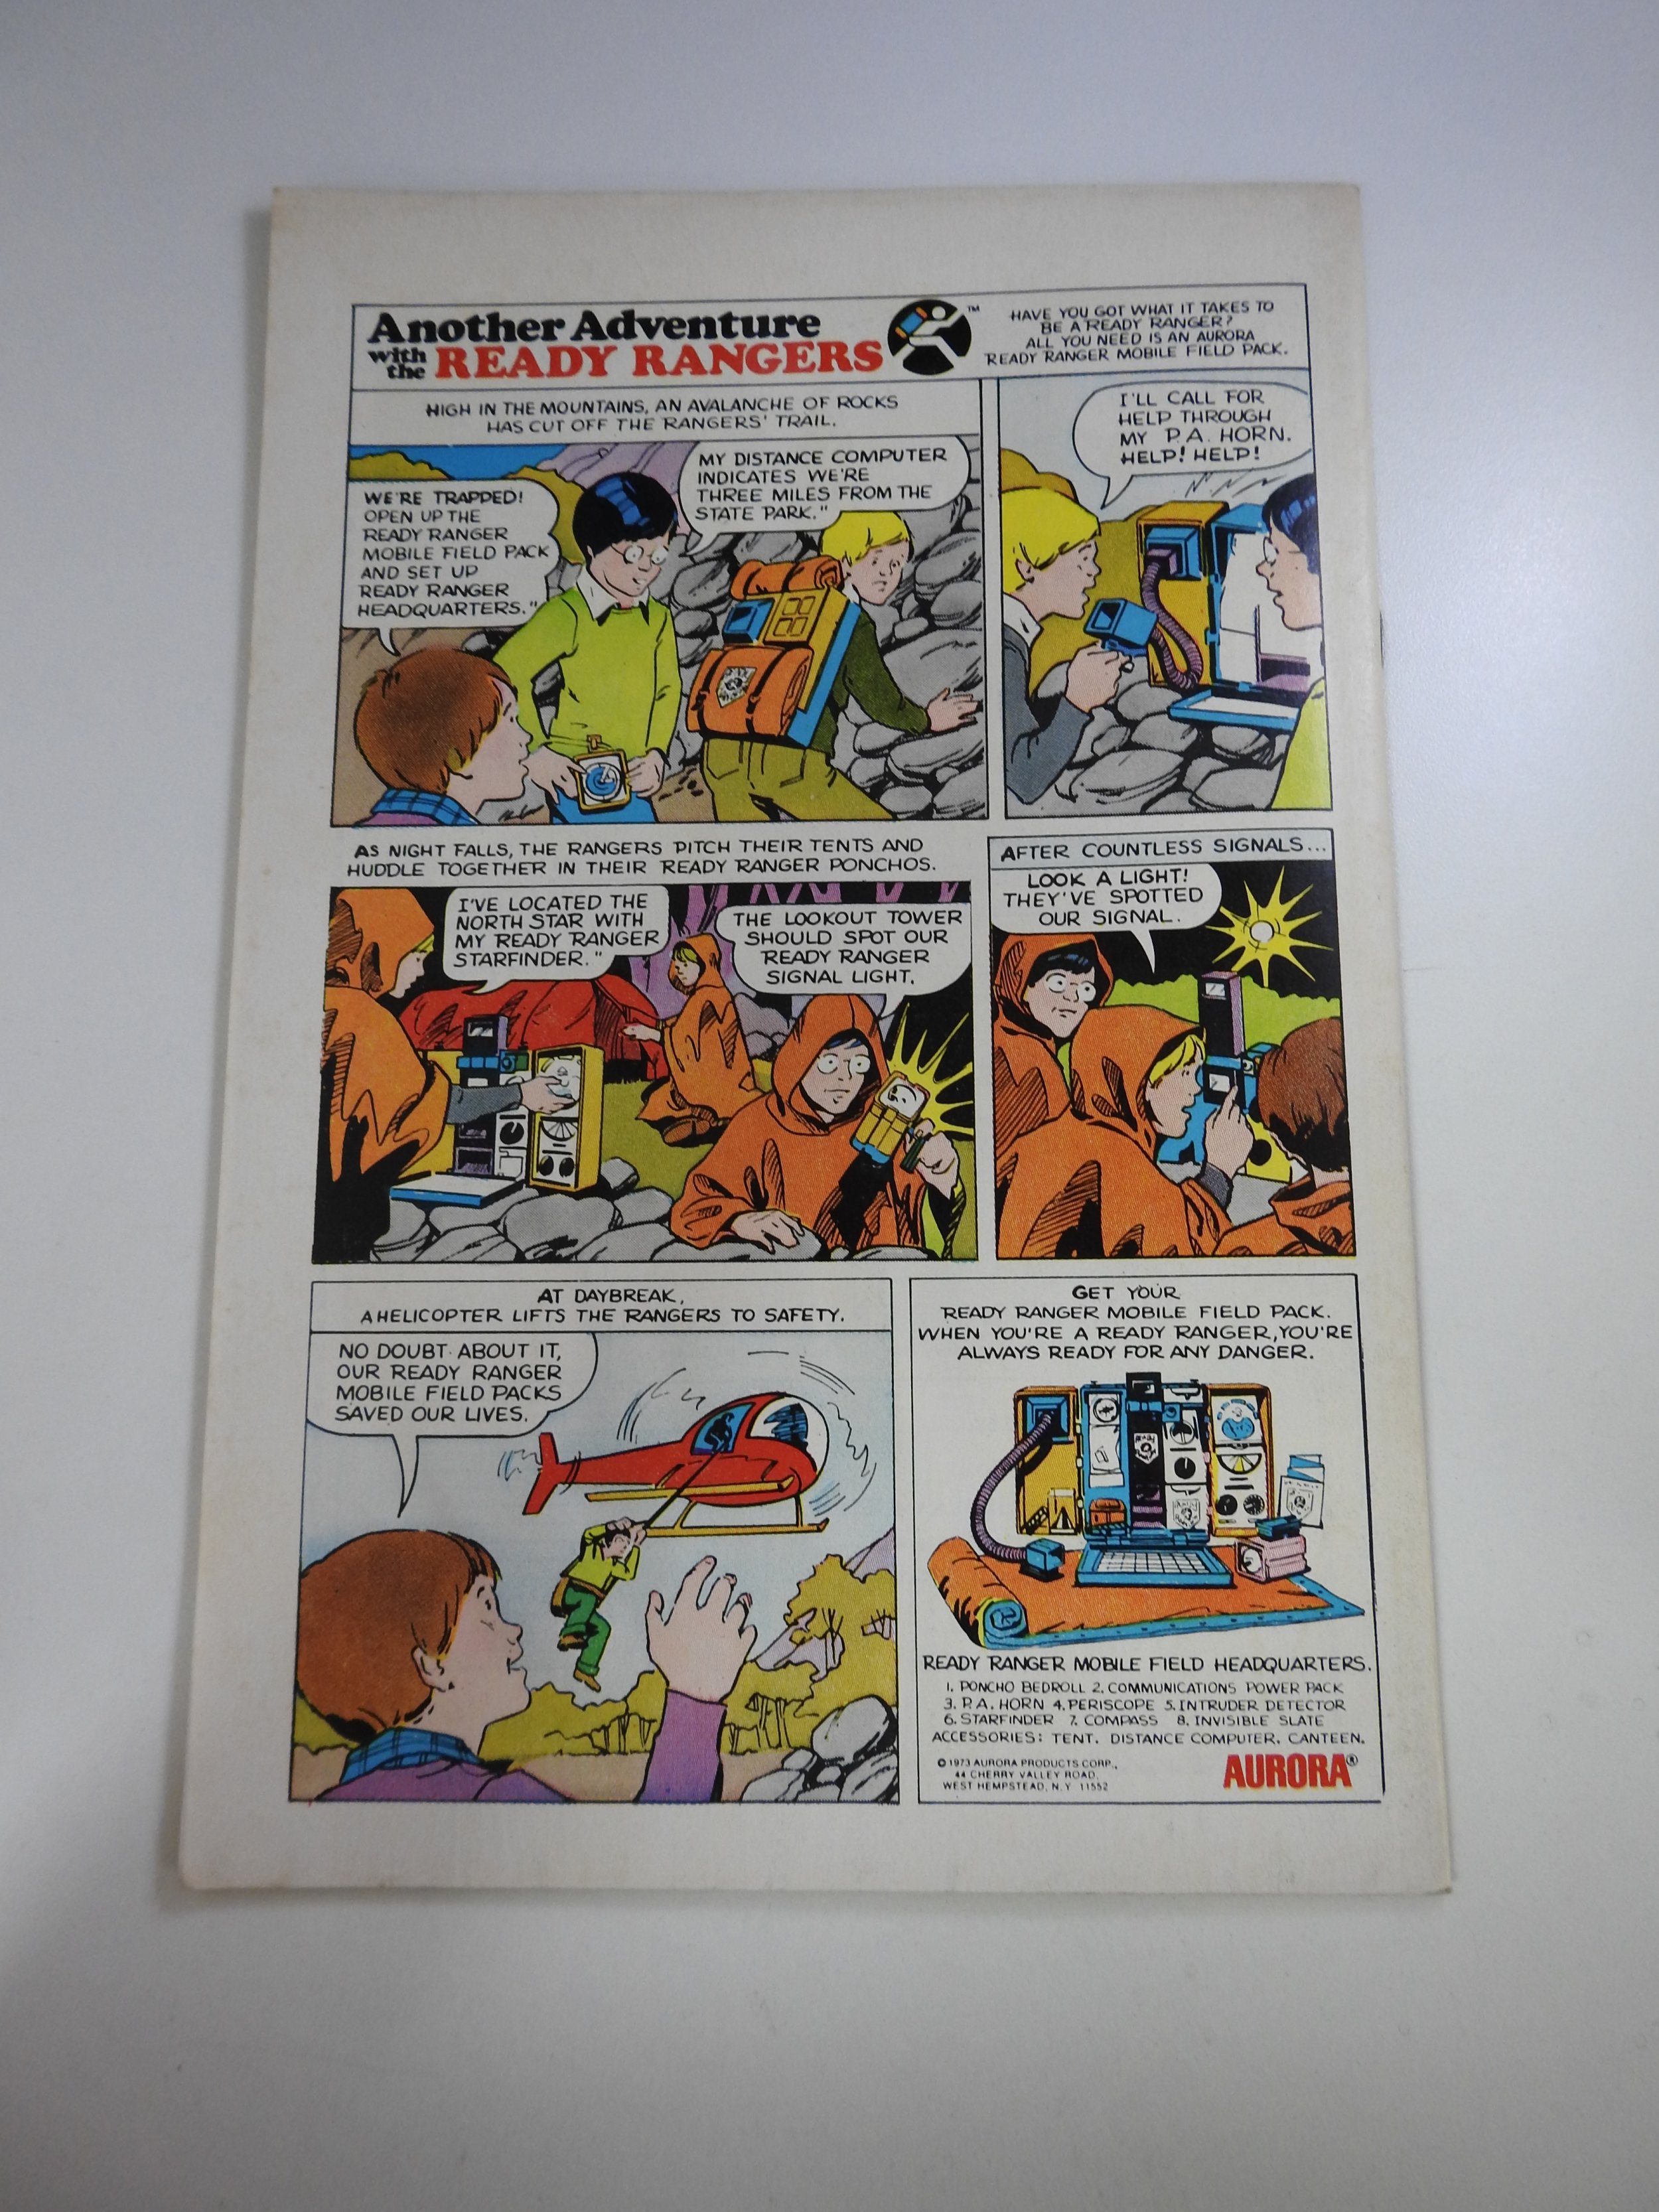 Another Adventure
with the READY RANGERS
™
HAVE YOU GOT WHAT IT TAKES TO
BE A READY RANGER?
ALL YOU NEED IS AN AURORA
READY RANGER MOBILE FIELD PACK.
HIGH IN THE MOUNTAINS, AN AVALANCHE OF ROCKS
HAS CUT OFF THE RANGERS' TRAIL.
WE'RE TRAPPED!
OPEN UP THE
READY RANGER
MOBILE FIELD PACK
AND SET UP
READY RANGER
HEADQUARTERS."
MY DISTANCE COMPUTER
INDICATES WE'RE
THREE MILES FROM THE
STATE PARK."
I'LL CALL FOR
HELP THROUGH
MY P.A. HORN.
HELP! HELP!
AS NIGHT FALLS, THE RANGERS PITCH THEIR TENTS AND
HUDDLE TOGETHER IN THEIR READY RANGER PONCHOS.
I'VE LOCATED THE
NORTH STAR WITH
MY READY RANGER
STARFINDER."
THE LOOKOUT TOWER
SHOULD SPOT OUR
READY RANGER
SIGNAL LIGHT.
AFTER COUNTLESS SIGNALS...
LOOK A LIGHT!
THEY'VE SPOTTED
OUR SIGNAL.
AT DAYBREAK,
A HELICOPTER LIFTS THE RANGERS TO SAFETY.
NO DOUBT ABOUT IT,
OUR READY RANGER
MOBILE FIELD PACKS
SAVED OUR LIVES.
GET YOUR
READY RANGER MOBILE FIELD PACK.
WHEN YOU'RE A READY RANGER, YOU'RE
ALWAYS READY FOR ANY DANGER.
READY RANGER MOBILE FIELD HEADQUARTERS.
1. PONCHO BEDROLL 2. COMMUNICATIONS POWER PACK
3. P.A. HORN 4. PERISCOPE 5. INTRUDER DETECTOR
6. STARFINDER 7. COMPASS 8. INVISIBLE SLATE
ACCESSORIES: TENT. DISTANCE COMPUTER. CANTEEN.
© 1973 AURORA PRODUCTS CORP.,
44 CHERRY VALLEY ROAD,
WEST HEMPSTEAD, N.Y. 11552
AURORA®